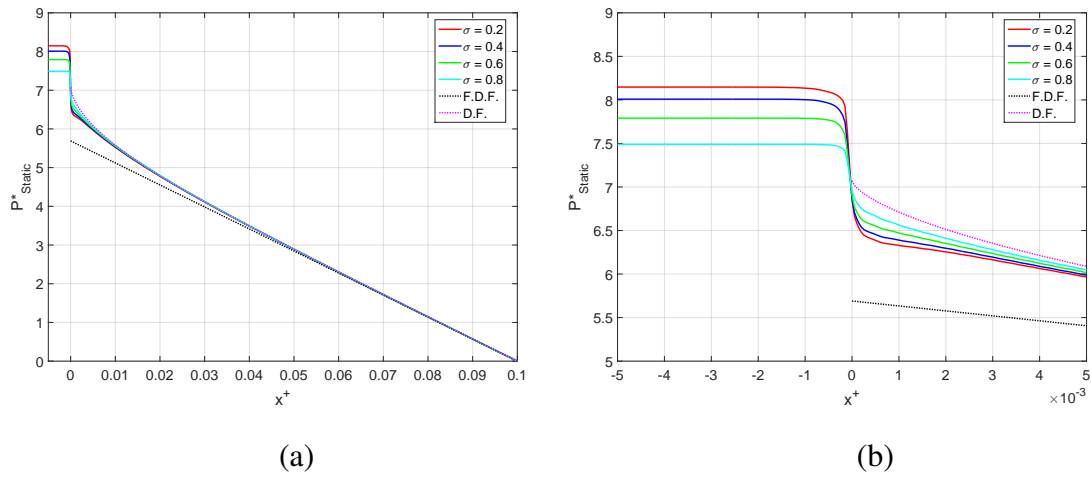 9
8
7
6
5
4
3
2
1
0
P*Static
0
0.01
0.02
0.03
0.04
0.05
0.06
0.07
0.08
0.09
0.1
x+
σ = 0.2
σ = 0.4
σ = 0.6
σ = 0.8
F.D.F.
D.F.
(a)
9
8.5
8
7.5
7
6.5
6
5.5
5
P*Static
-5
-4
-3
-2
-1
0
1
2
3
4
5
x+
×10-3
σ = 0.2
σ = 0.4
σ = 0.6
σ = 0.8
F.D.F.
D.F.
(b)